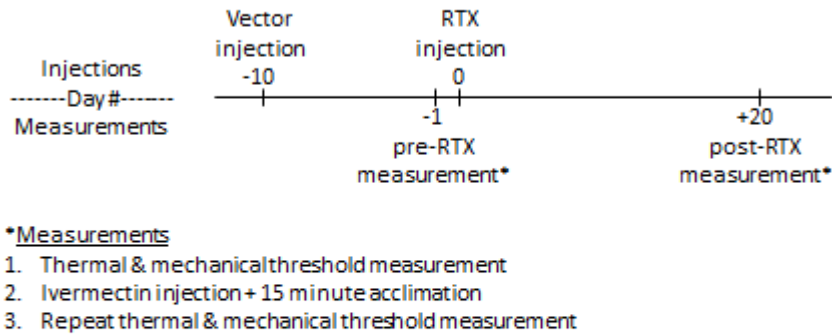 Vector injection
-10
RTX injection
0
Injections
-------Day #-------
Measurements
-1
pre-RTX measurement*
+20
post-RTX measurement*
*Measurements
1. Thermal & mechanical threshold measurement
2. Ivermectin injection + 15 minute acclimation
3. Repeat thermal & mechanical threshold measurement